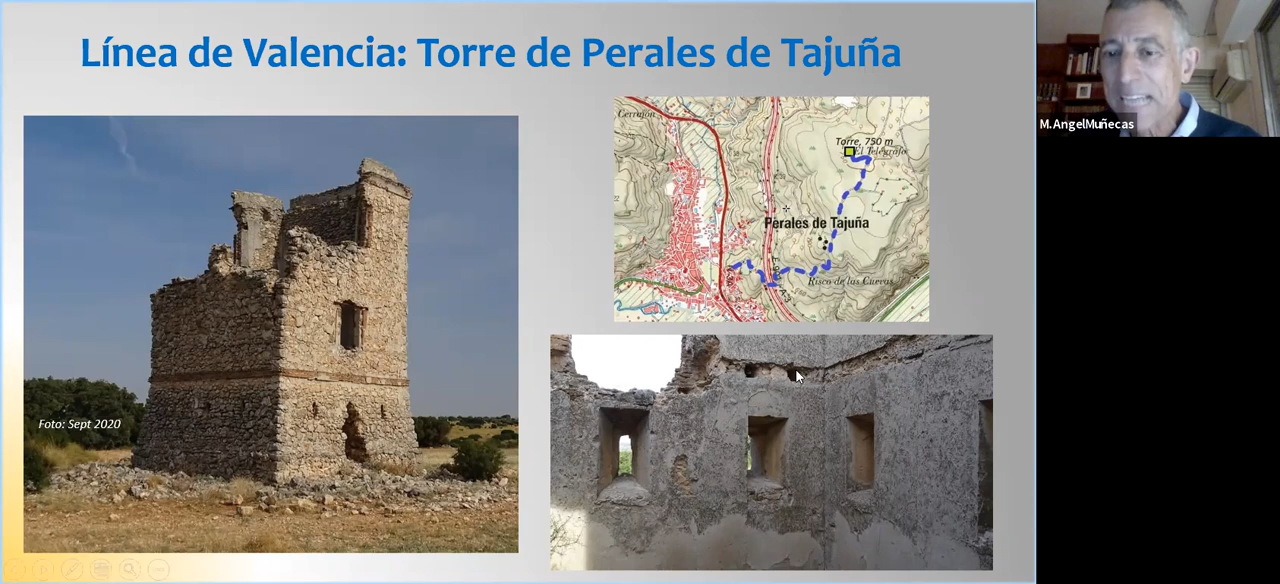 Línea de Valencia: Torre de Perales de Tajuña
M.AngelMuñecas
Cerrajón
Torre, 750 m
El Telégrafo
Perales de Tajuña
Risco de las Cuevas
Foto: Sept 2020